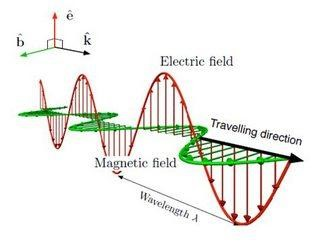 ê
b̂
k̂
Electric field
Travelling direction
Magnetic field
Wavelength λ